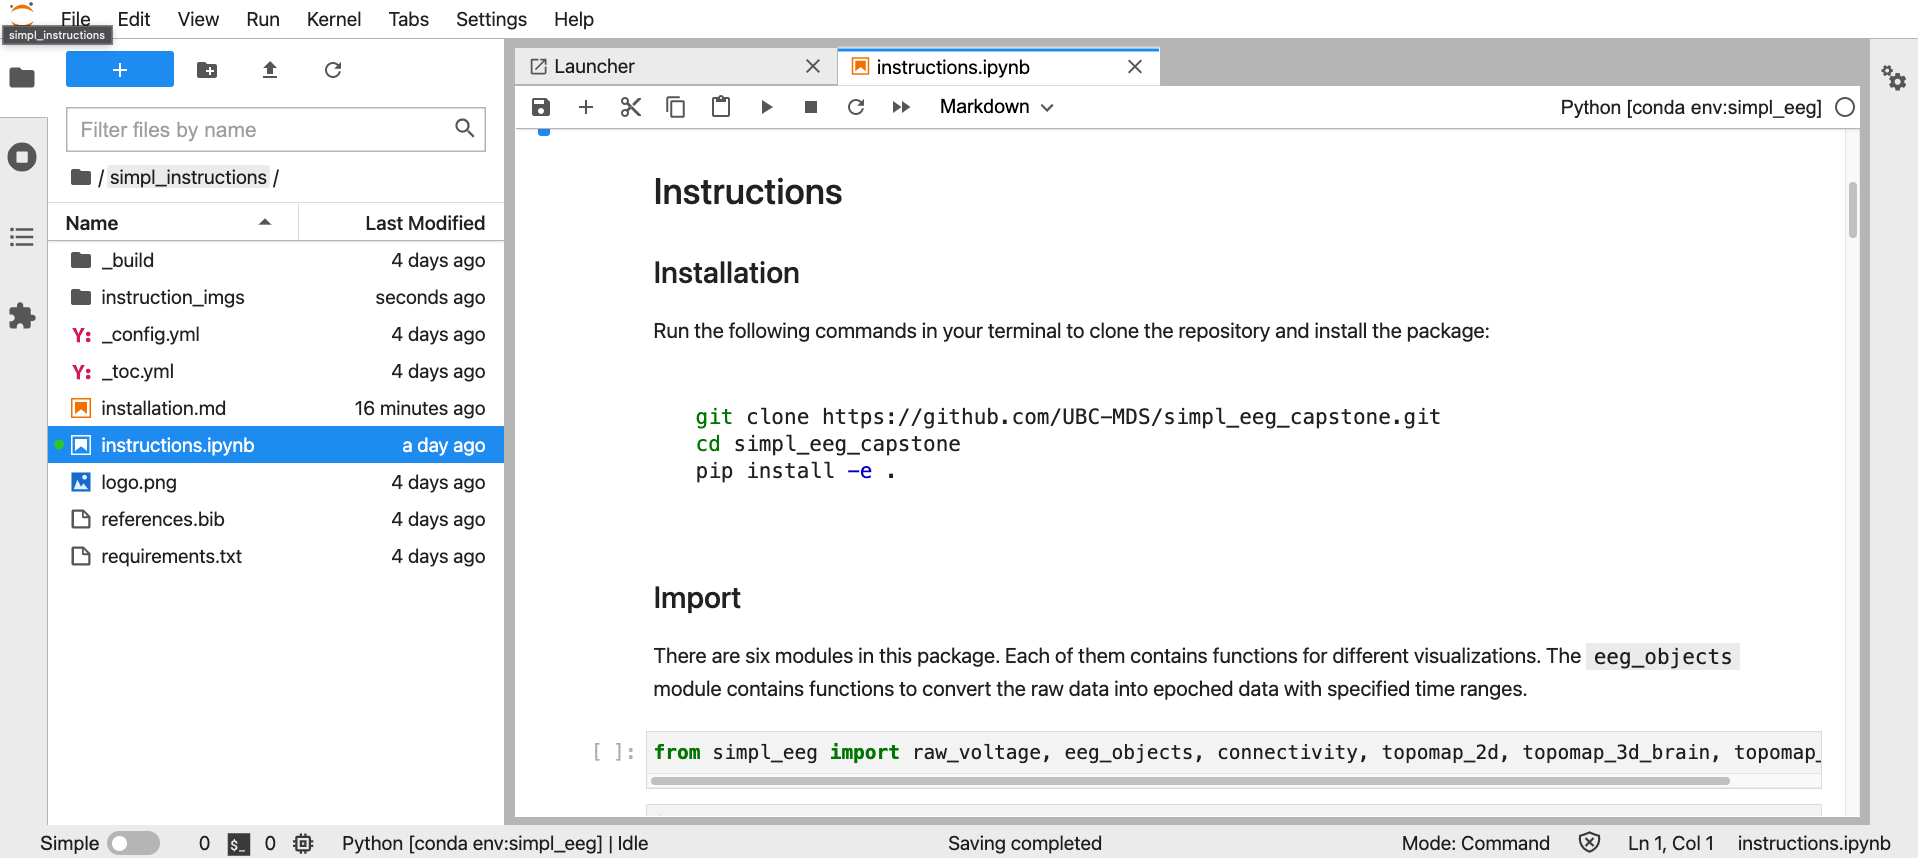 File Edit View Run Kernel Tabs Settings Help
simpl_instructions
Filter files by name
/ simpl_instructions /
Name Last Modified
_build 4 days ago
instruction_imgs seconds ago
Y: _config.yml 4 days ago
Y: _toc.yml 4 days ago
installation.md 16 minutes ago
instructions.ipynb a day ago
logo.png 4 days ago
references.bib 4 days ago
requirements.txt 4 days ago
Launcher instructions.ipynb
Markdown Python [conda env:simpl_eeg]
Instructions
Installation
Run the following commands in your terminal to clone the repository and install the package:
git clone https://github.com/UBC-MDS/simpl_eeg_capstone.git
cd simpl_eeg_capstone
pip install -e .
Import
There are six modules in this package. Each of them contains functions for different visualizations. The eeg_objects
module contains functions to convert the raw data into epoched data with specified time ranges.
[ ]: from simpl_eeg import raw_voltage, eeg_objects, connectivity, topomap_2d, topomap_3d_brain, topomap_
Simple 0 $_ 0 Python [conda env:simpl_eeg] | Idle Saving completed Mode: Command Ln 1, Col 1 instructions.ipynb